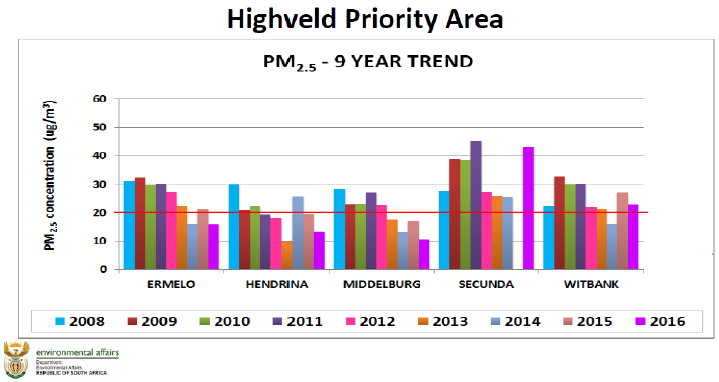 Highveld Priority Area
PM2.5 - 9 YEAR TREND
PM2.5 concentration (ug/m³)
60
50
40
30
20
10
0
ERMELO HENDRINA MIDDELBURG SECUNDA WITBANK
2008 2009 2010 2011 2012 2013 2014 2015 2016
environmental affairs
Department:
Environmental Affairs
REPUBLIC OF SOUTH AFRICA